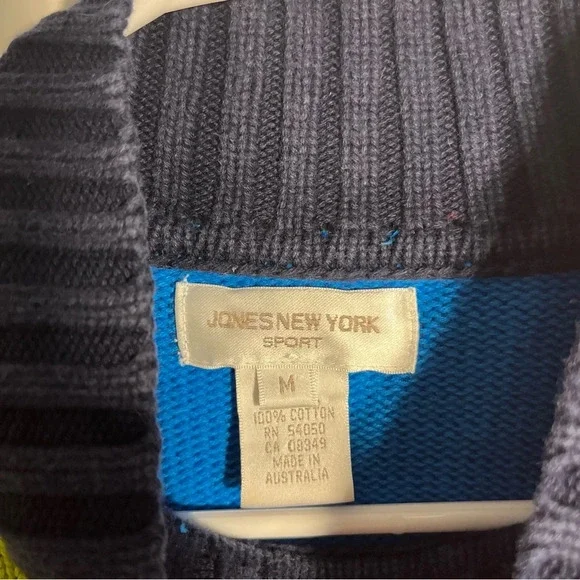 JONES NEW YORK
SPORT
M
100% COTTON
RN 54050
CA 08349
MADE IN
AUSTRALIA